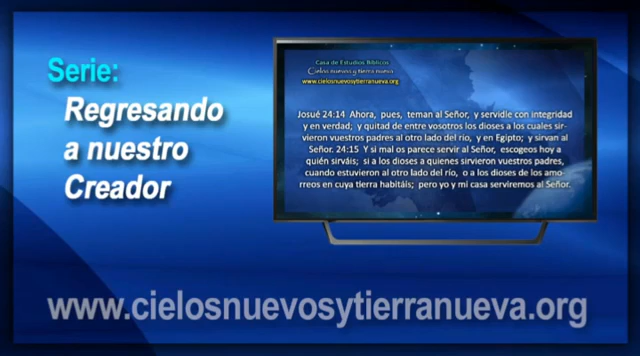 Serie:
Regresando
a nuestro
Creador
Casa de Estudios Bíblicos
Cielos nuevos y tierra nueva
www.cielosnuevosytierranueva.org
Josué 24:14 Ahora, pues, teman al Señor, y servidle con integridad
y en verdad; y quitad de entre vosotros los dioses a los cuales sir-
vieron vuestros padres al otro lado del río, y en Egipto; y sirvan al
Señor. 24:15 Y si mal os parece servir al Señor, escogeos hoy a
quién sirváis; si a los dioses a quienes sirvieron vuestros padres,
cuando estuvieron al otro lado del río, o a los dioses de los amo-
rreos en cuya tierra habitáis; pero yo y mi casa serviremos al Señor.
www.cielosnuevosytierranueva.org